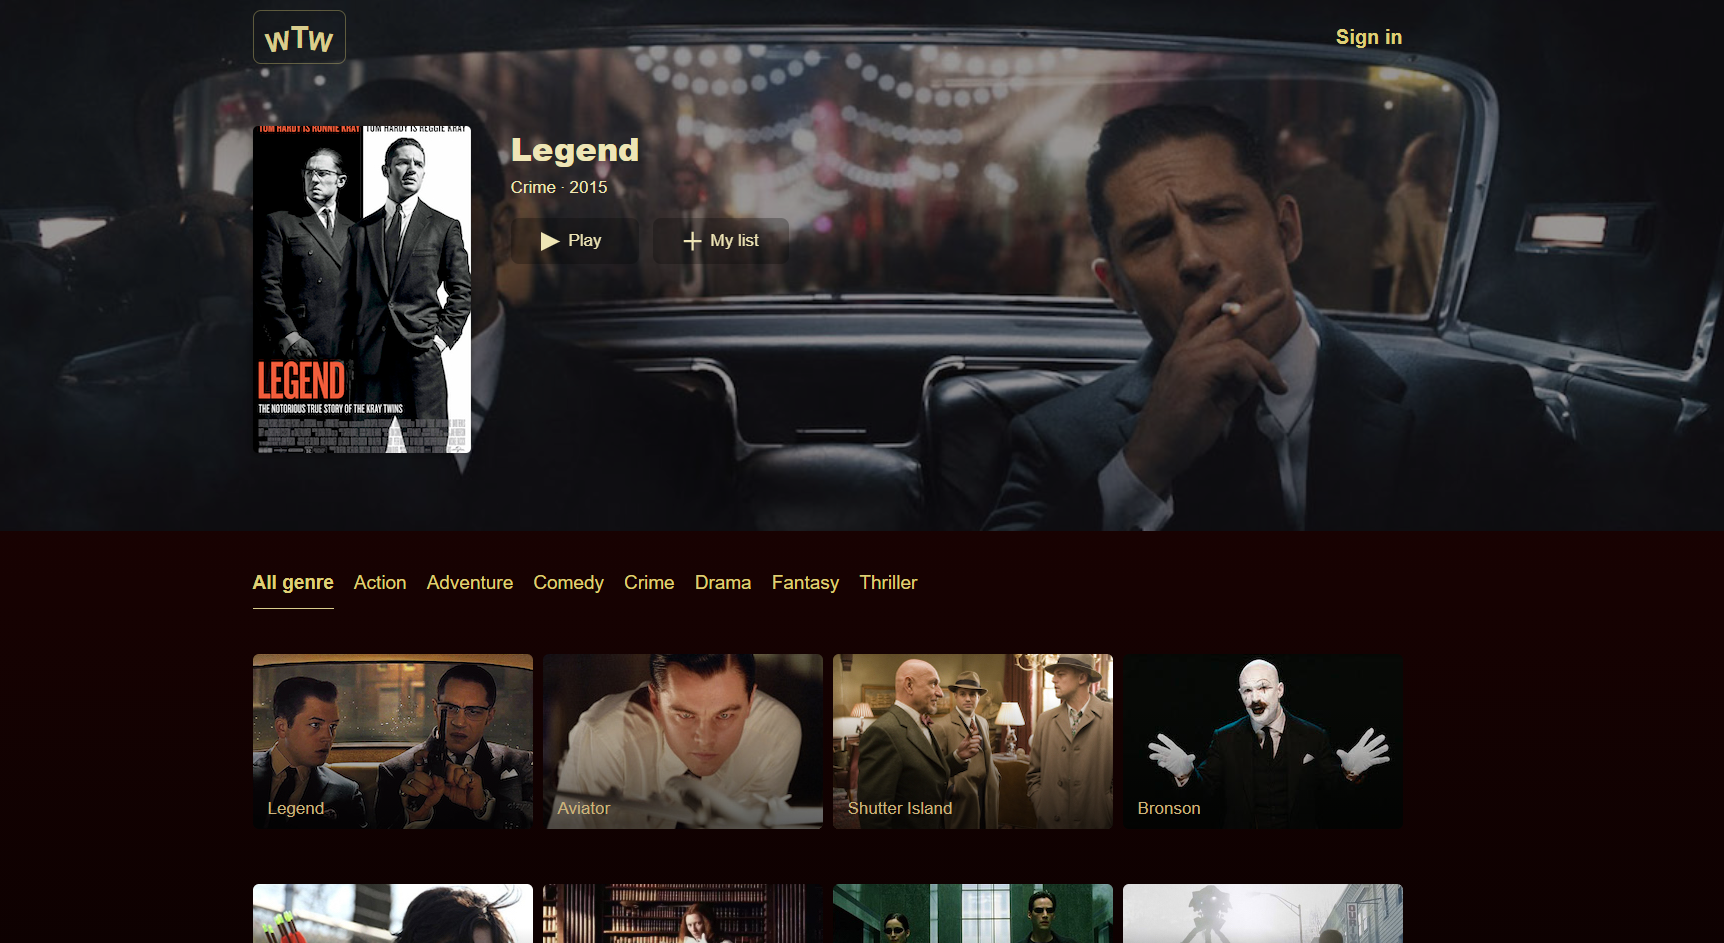 WTW
Sign in
TOM HARDY IS RONNIE KRAY TOM HARDY IS REGGIE KRAY
Legend
Crime · 2015
Play
My list
LEGEND
THE NOTORIOUS TRUE STORY OF THE KRAY TWINS
All genre Action Adventure Comedy Crime Drama Fantasy Thriller
Legend
Aviator
Shutter Island
Bronson